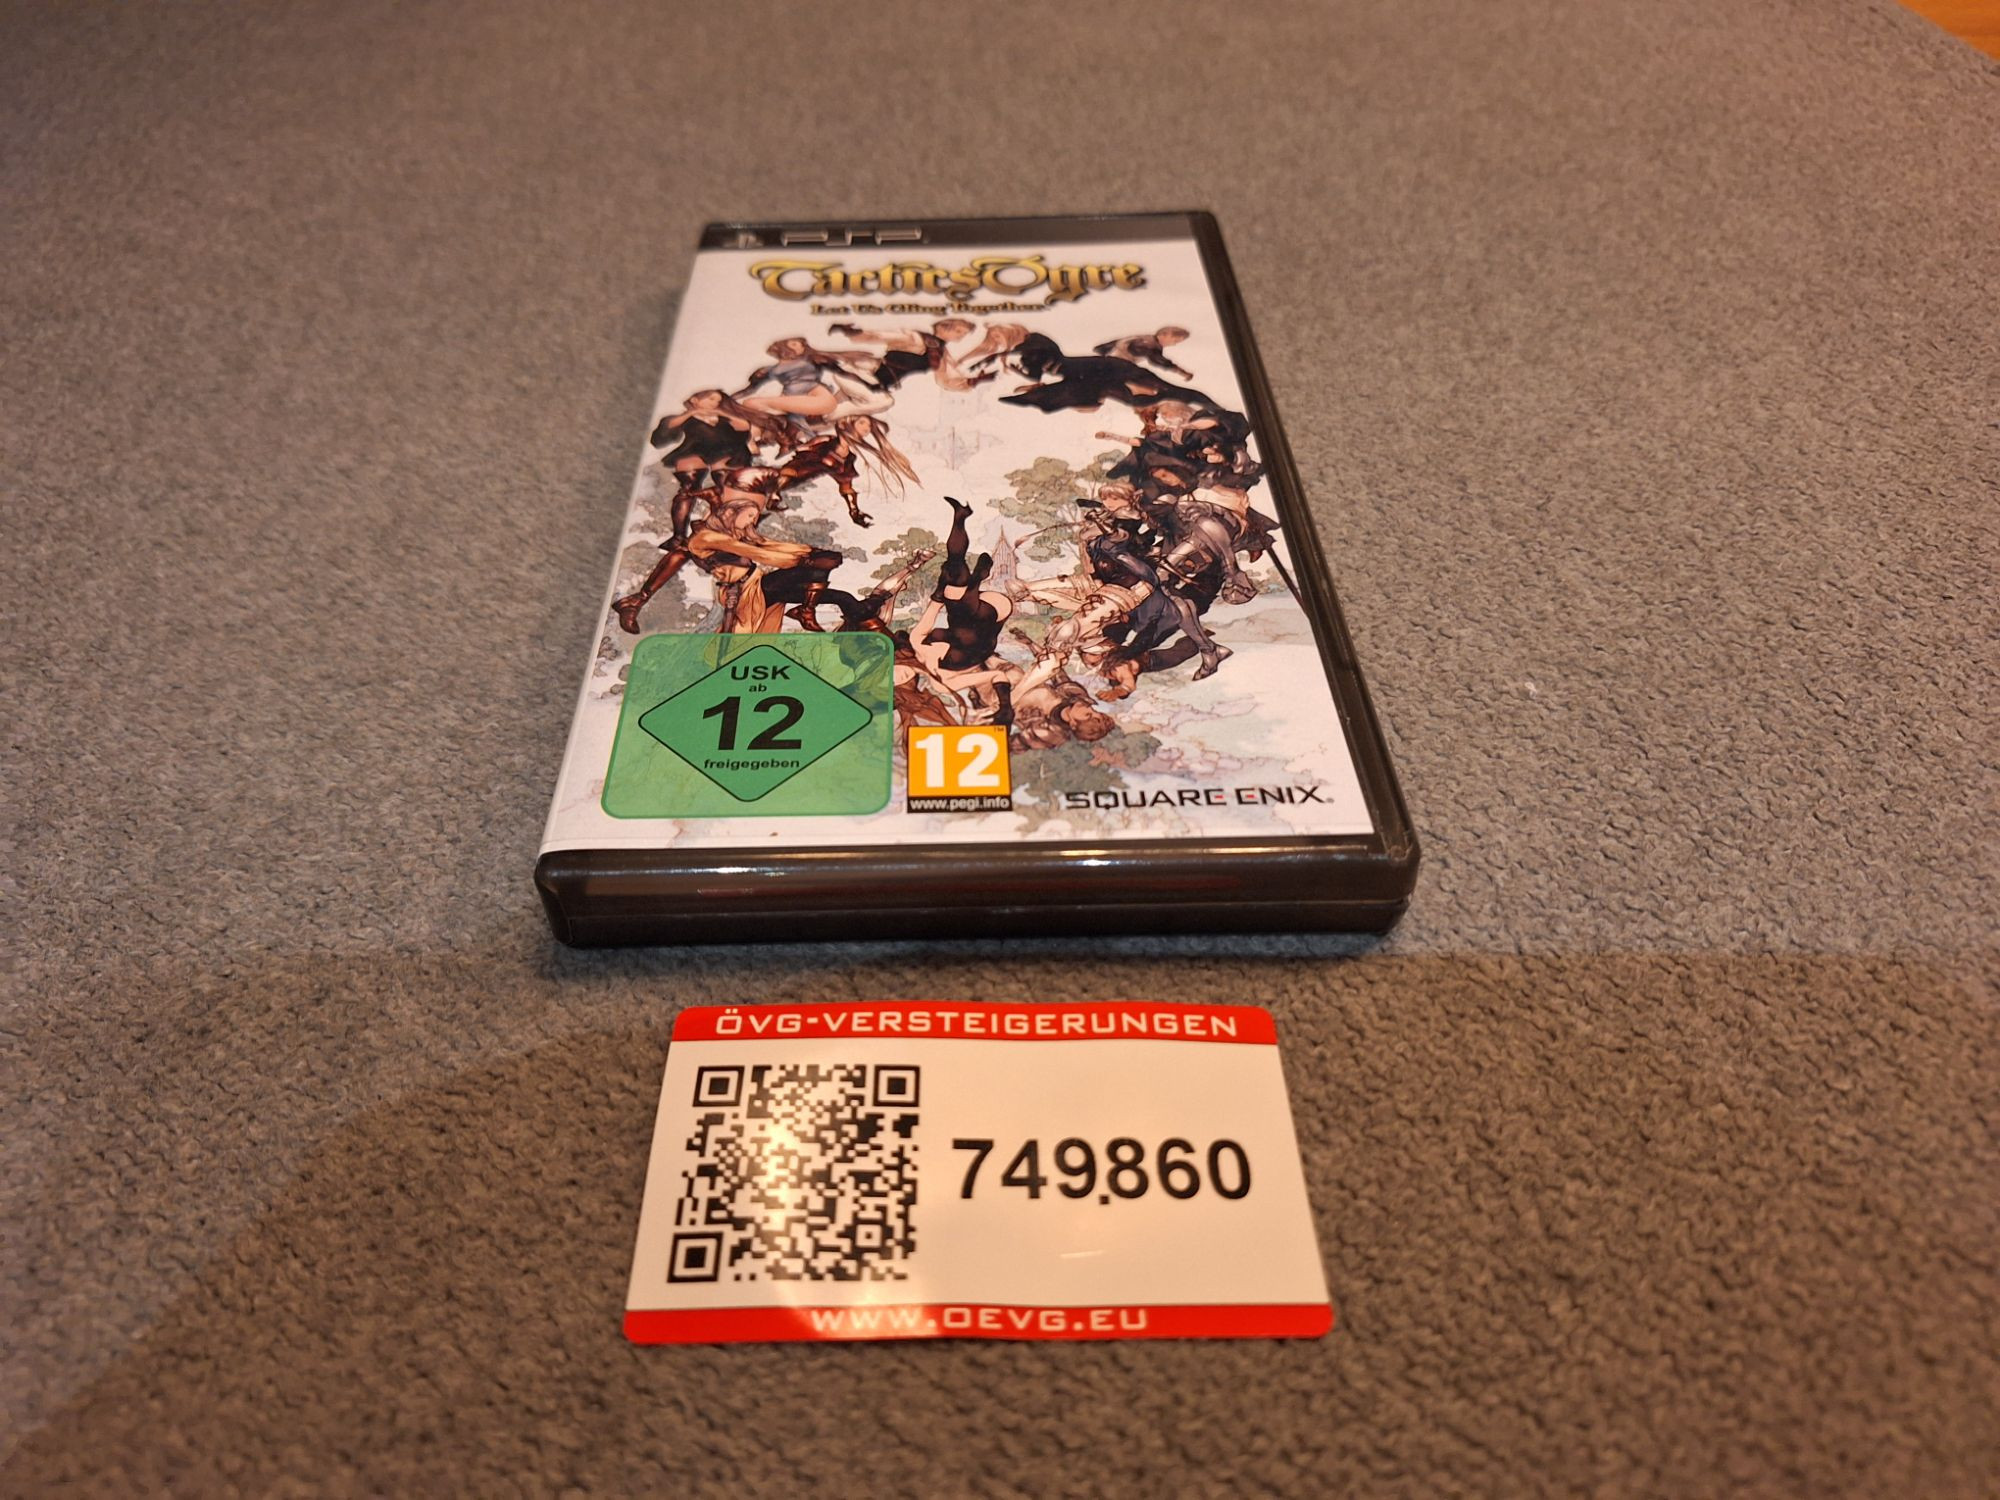 PSP
Tactics Ogre
Let Us Cling Together
USK
ab
12
freigegeben
12
www.pegi.info
SQUARE ENIX
ÖVG-VERSTEIGERUNGEN
749.860
WWW.OEVG.EU